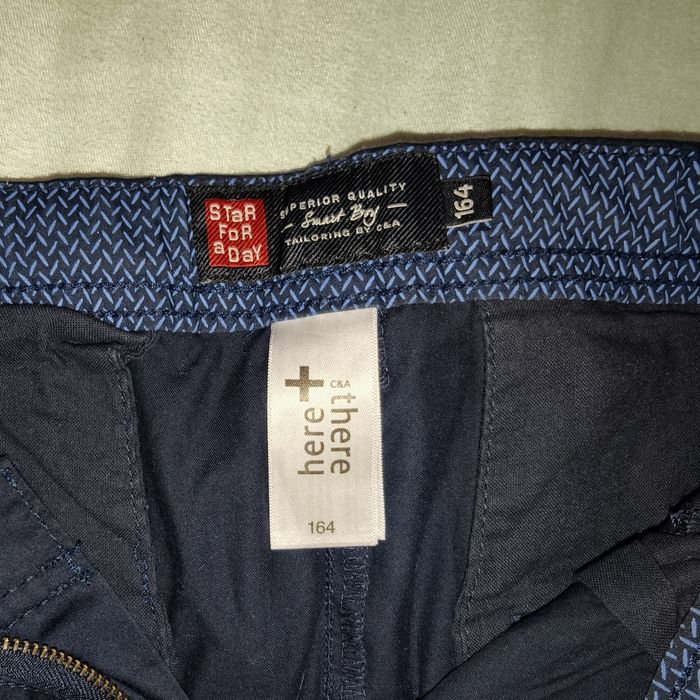 STaR
FOR
a DaY
SUPERIOR QUALITY
Smart Boy
TAILORING BY C&A
164
here + there
C&A
164